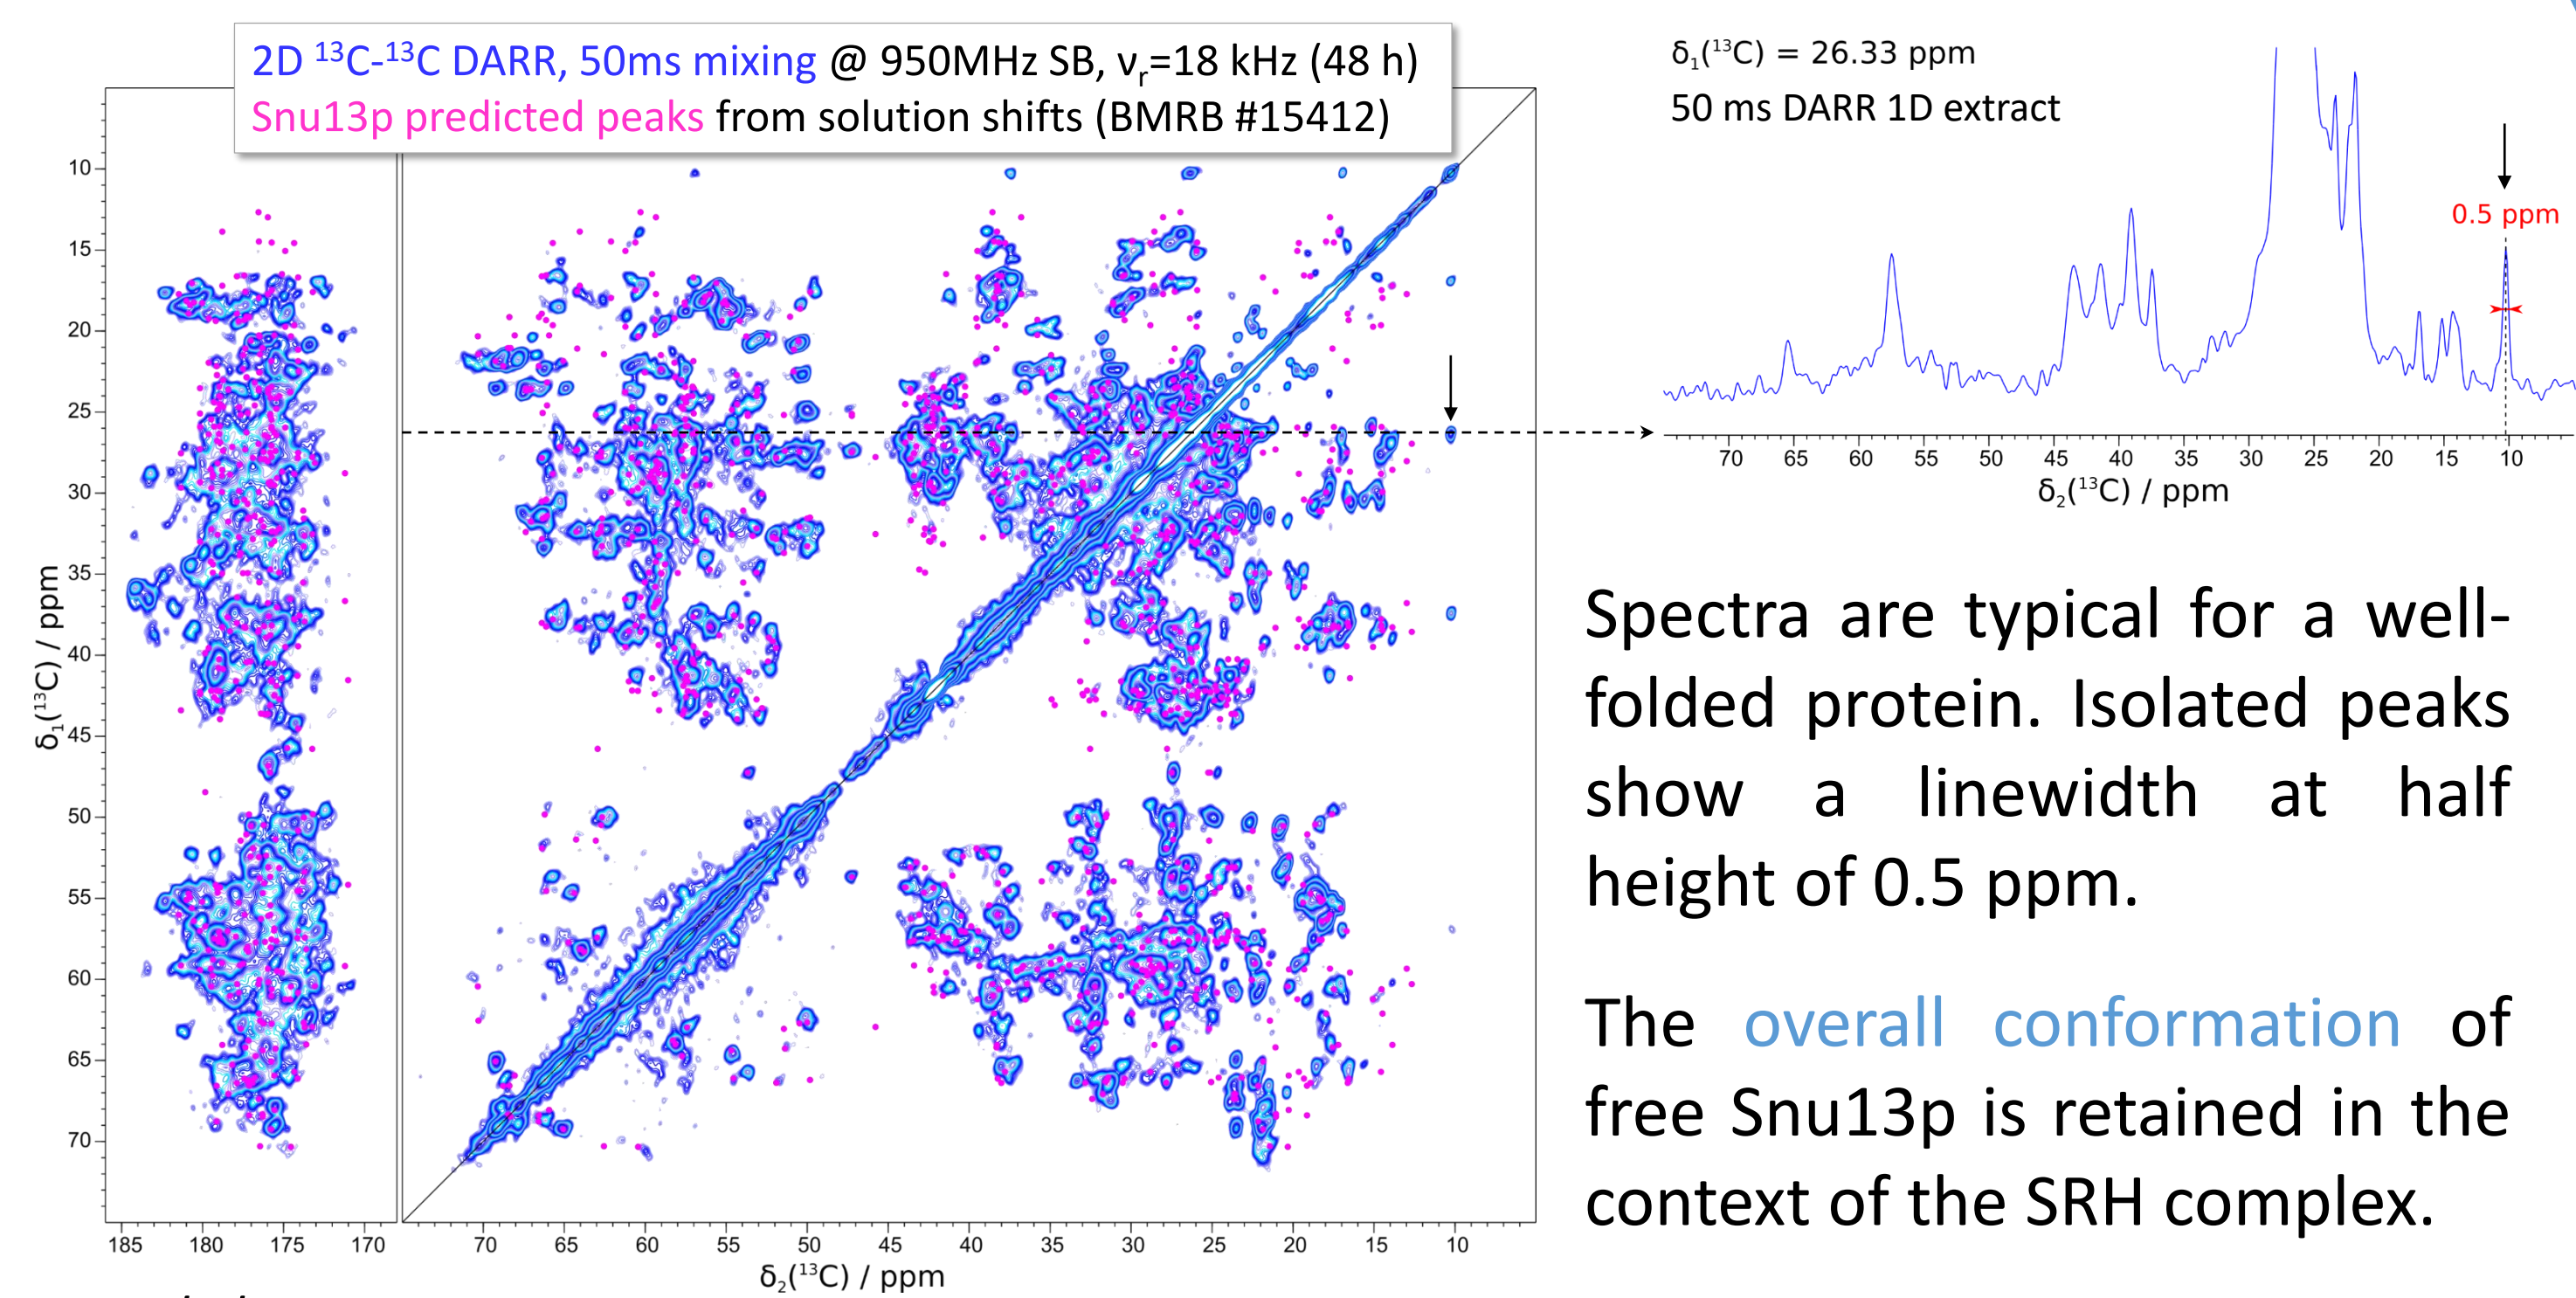 2D ¹³C-¹³C DARR, 50ms mixing @ 950MHz SB, νᵣ=18 kHz (48 h)
Snu13p predicted peaks from solution shifts (BMRB #15412)
10
15
20
25
30
35
40
45
50
55
60
65
70
δ₁(¹³C) / ppm
185 180 175 170 70 65 60 55 50 45 40 35 30 25 20 15 10
δ₂(¹³C) / ppm
δ₁(¹³C) = 26.33 ppm
50 ms DARR 1D extract
0.5 ppm
70 65 60 55 50 45 40 35 30 25 20 15 10
δ₂(¹³C) / ppm
Spectra are typical for a well-
folded protein. Isolated peaks
show a linewidth at half
height of 0.5 ppm.
The overall conformation of
free Snu13p is retained in the
context of the SRH complex.